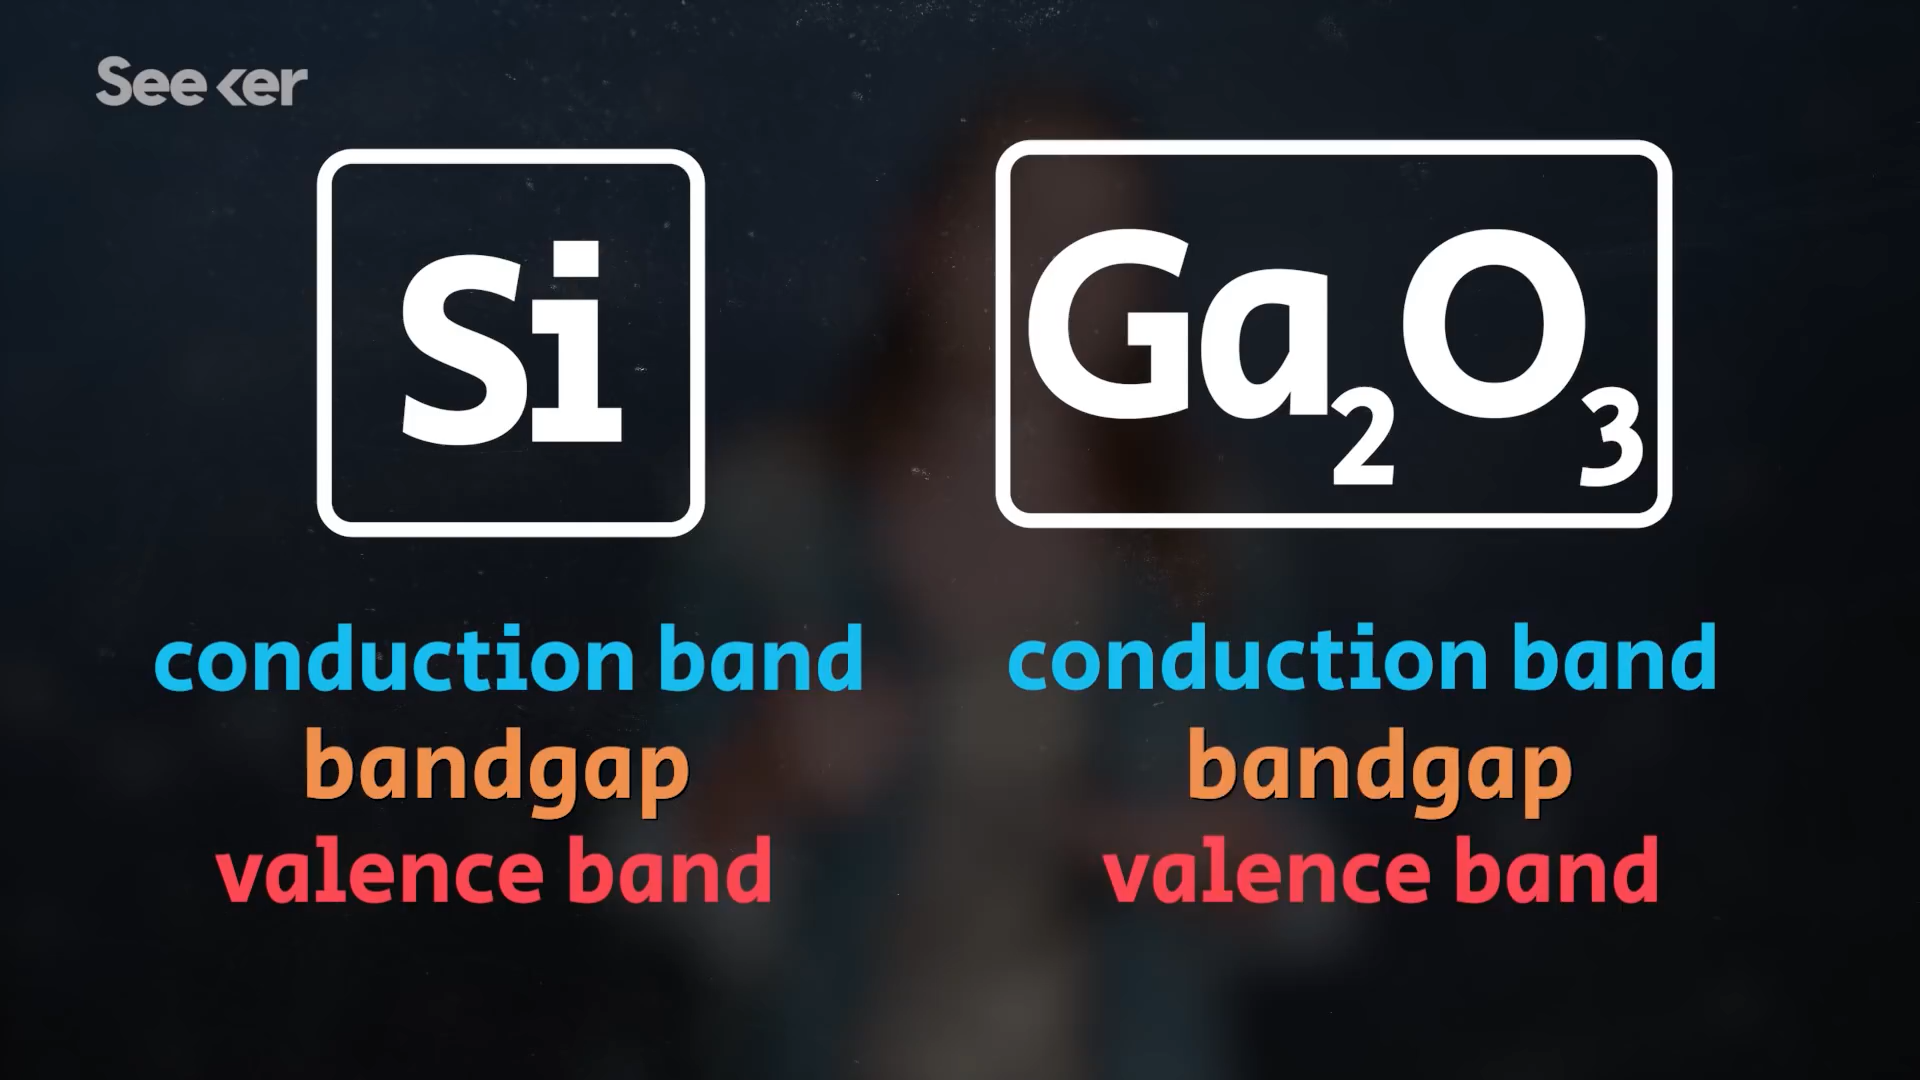 Seeker
Si
Ga₂O₃
conduction band
bandgap
valence band
conduction band
bandgap
valence band